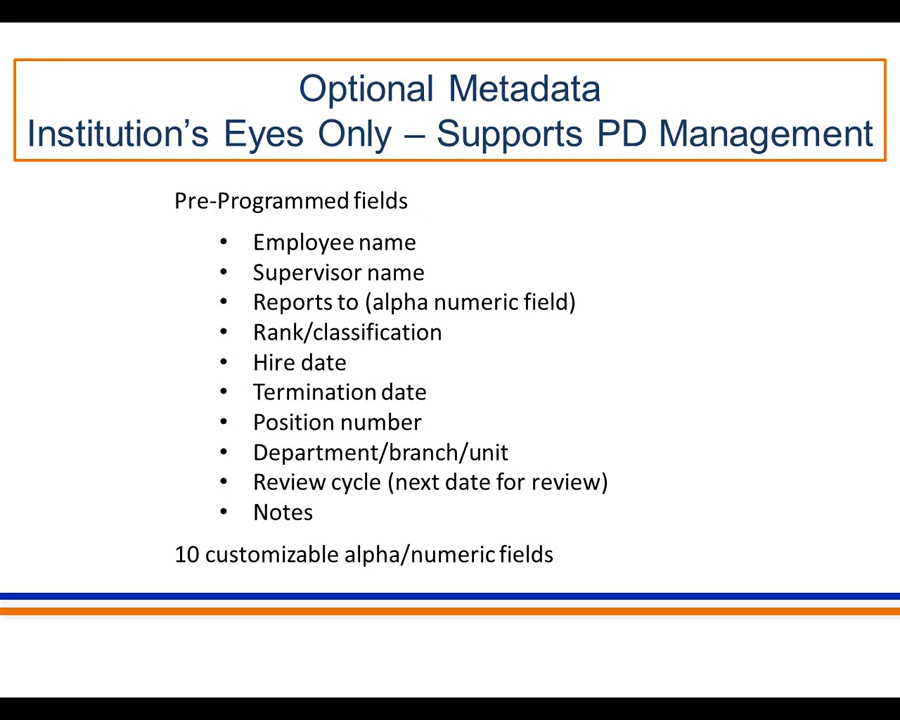 Optional Metadata
Institution's Eyes Only – Supports PD Management
Pre-Programmed fields
• Employee name
• Supervisor name
• Reports to (alpha numeric field)
• Rank/classification
• Hire date
• Termination date
• Position number
• Department/branch/unit
• Review cycle (next date for review)
• Notes
10 customizable alpha/numeric fields